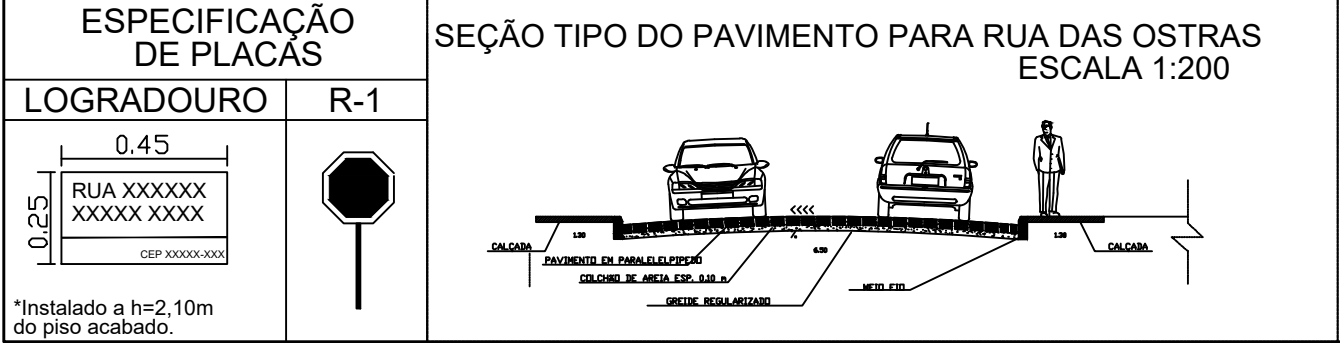 ESPECIFICAÇÃO
DE PLACAS
LOGRADOURO
R-1
0.45
0.25
RUA XXXXXX
XXXXX XXXX
CEP XXXXX-XXX
*Instalado a h=2,10m
do piso acabado.
SEÇÃO TIPO DO PAVIMENTO PARA RUA DAS OSTRAS
ESCALA 1:200
<<<<
%
1.30
6.50
1.30
CALCADA
CALCADA
PAVIMENTO EM PARALELELPIPEDO
COLCHÃO DE AREIA ESP. 0.10 m
GREIDE REGULARIZADO
MEIO FIO